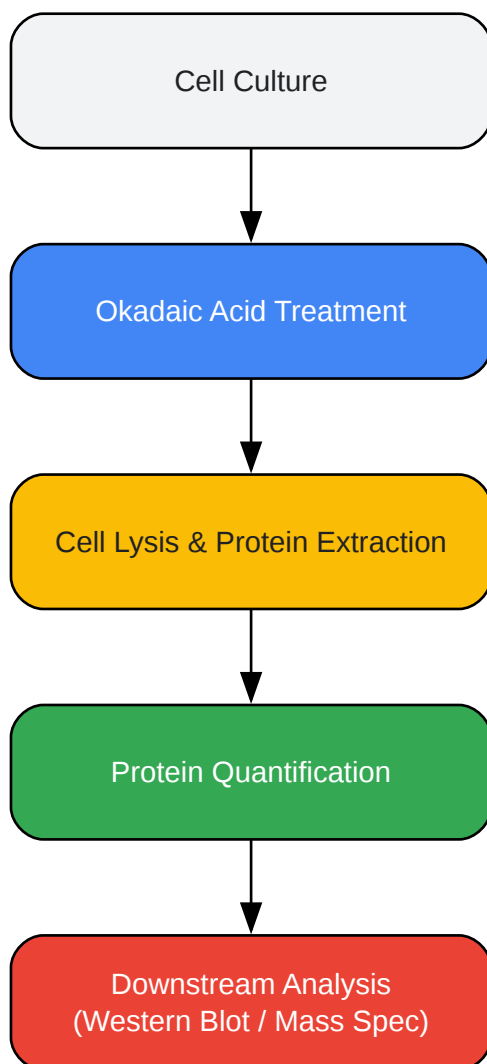 Cell Culture
Okadaic Acid Treatment
Cell Lysis & Protein Extraction
Protein Quantification
Downstream Analysis
(Western Blot / Mass Spec)